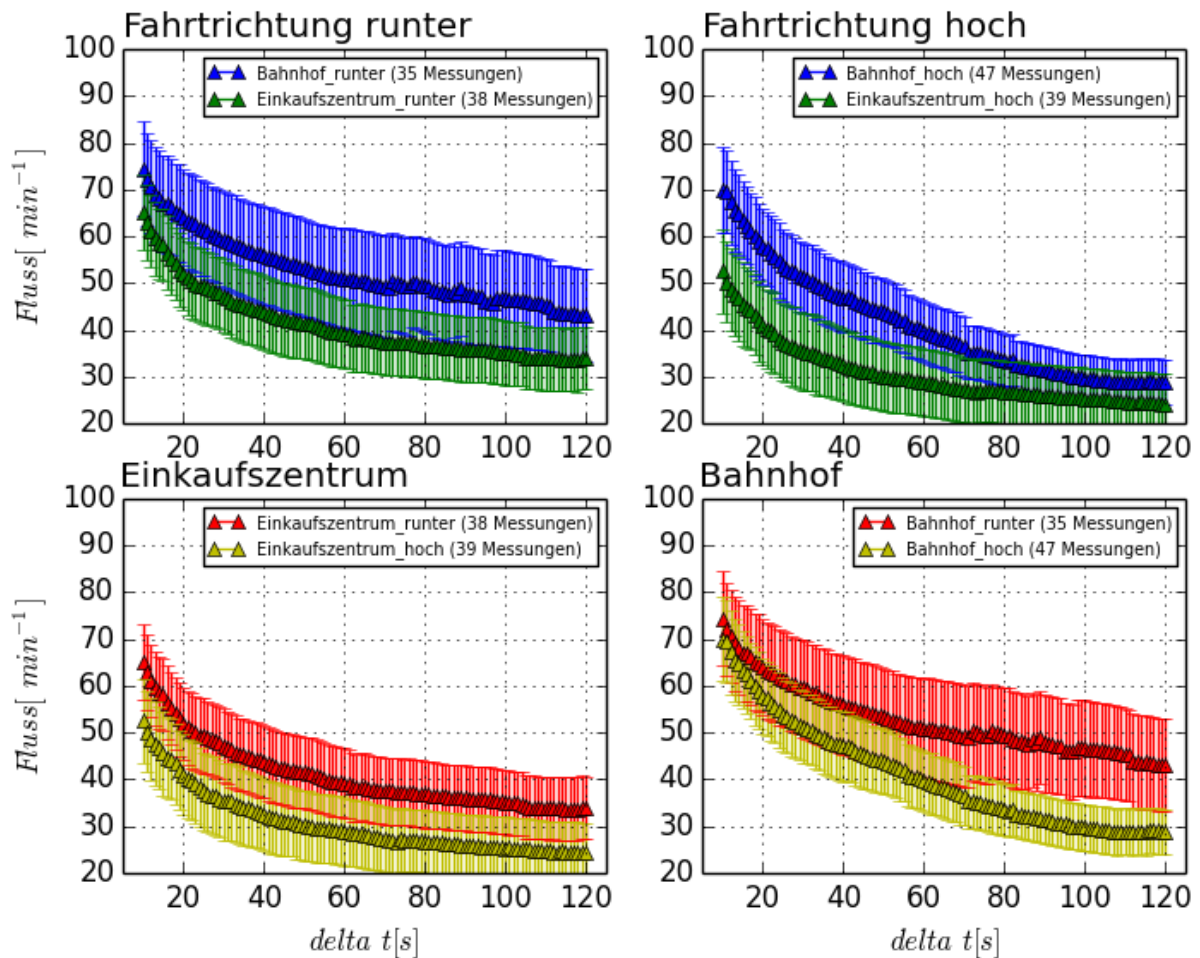 Fahrtrichtung runter
100
90
80
70
60
50
40
30
20
Fluss[ min⁻¹ ]
Bahnhof_runter (35 Messungen)
Einkaufszentrum_runter (38 Messungen)
20 40 60 80 100 120
Fahrtrichtung hoch
100
90
80
70
60
50
40
30
20
Bahnhof_hoch (47 Messungen)
Einkaufszentrum_hoch (39 Messungen)
20 40 60 80 100 120
Einkaufszentrum
100
90
80
70
60
50
40
30
20
Fluss[ min⁻¹ ]
Einkaufszentrum_runter (38 Messungen)
Einkaufszentrum_hoch (39 Messungen)
20 40 60 80 100 120
delta t[s]
Bahnhof
100
90
80
70
60
50
40
30
20
Bahnhof_runter (35 Messungen)
Bahnhof_hoch (47 Messungen)
20 40 60 80 100 120
delta t[s]